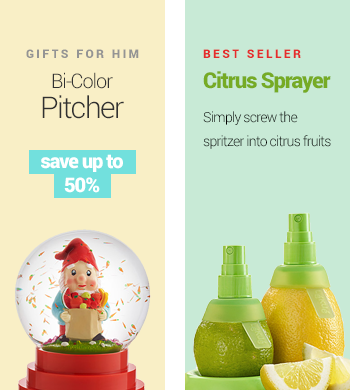 GIFTS FOR HIM
Bi-Color
Pitcher
save up to
50%
BEST SELLER
Citrus Sprayer
Simply screw the
spritzer into citrus fruits